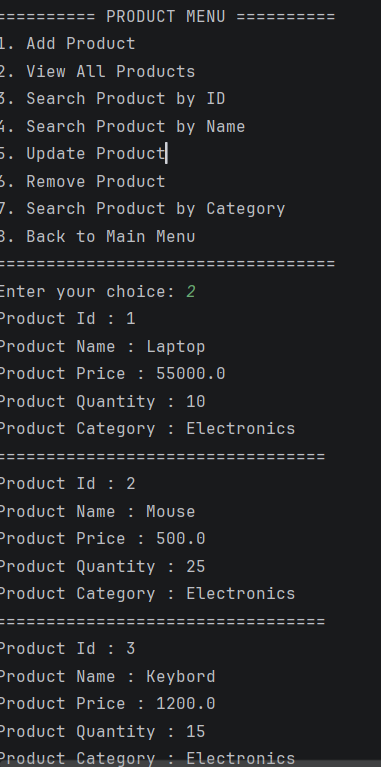 ========== PRODUCT MENU ==========
1. Add Product
2. View All Products
3. Search Product by ID
4. Search Product by Name
5. Update Product
6. Remove Product
7. Search Product by Category
8. Back to Main Menu
==================================
Enter your choice: 2
Product Id : 1
Product Name : Laptop
Product Price : 55000.0
Product Quantity : 10
Product Category : Electronics
=================================
Product Id : 2
Product Name : Mouse
Product Price : 500.0
Product Quantity : 25
Product Category : Electronics
=================================
Product Id : 3
Product Name : Keybord
Product Price : 1200.0
Product Quantity : 15
Product Category : Electronics